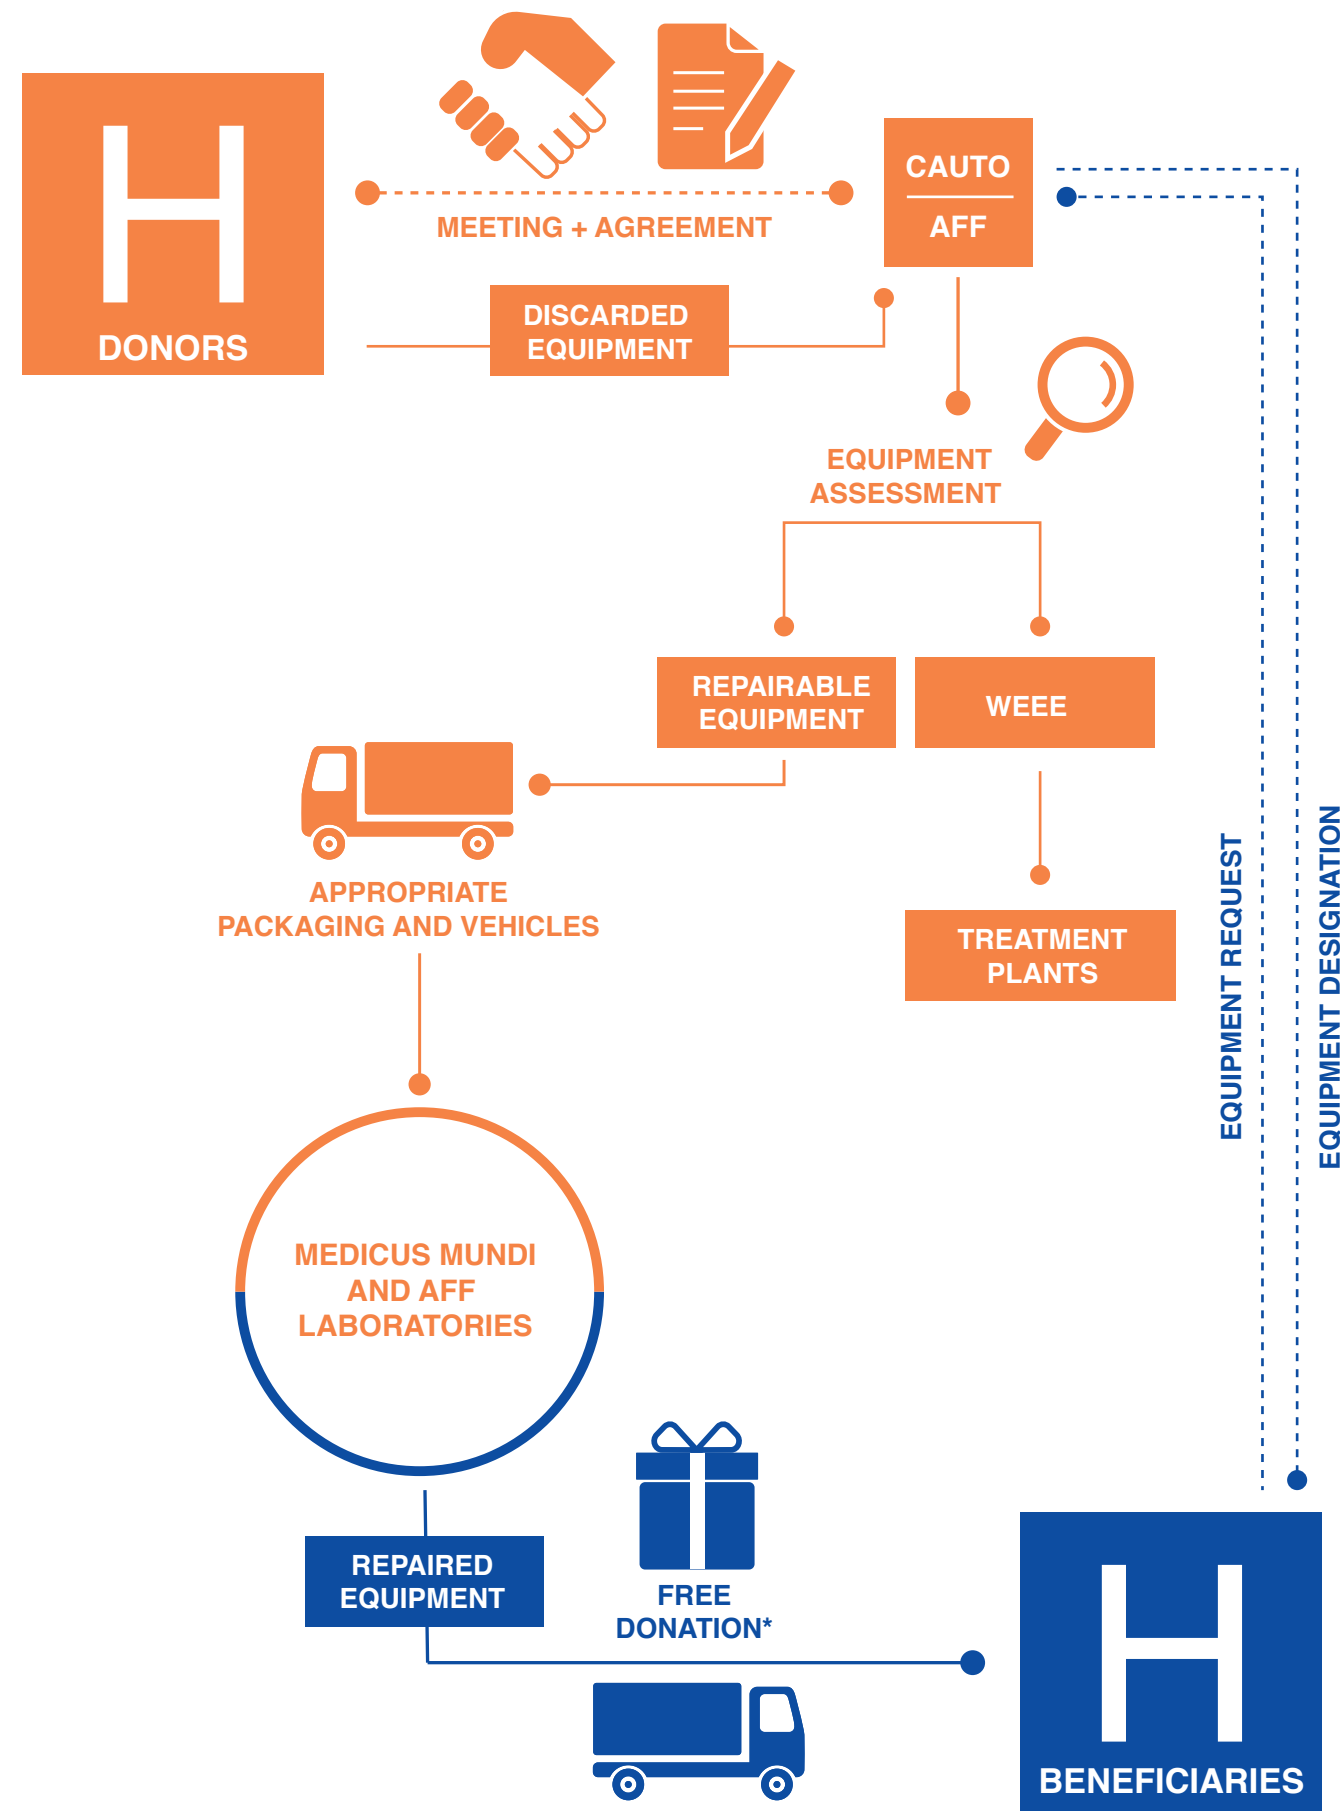 H
DONORS
MEETING + AGREEMENT
CAUTO
AFF
DISCARDED
EQUIPMENT
EQUIPMENT
ASSESSMENT
REPAIRABLE
EQUIPMENT
WEEE
APPROPRIATE
PACKAGING AND VEHICLES
TREATMENT
PLANTS
EQUIPMENT REQUEST
EQUIPMENT DESIGNATION
MEDICUS MUNDI
AND AFF
LABORATORIES
REPAIRED
EQUIPMENT
FREE
DONATION*
H
BENEFICIARIES